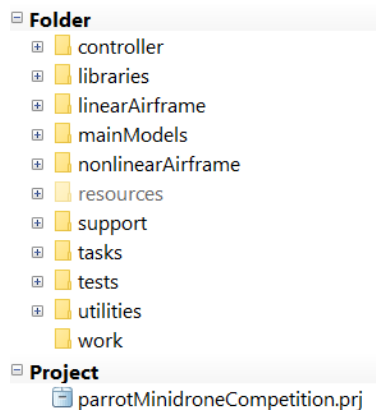 Folder
controller
libraries
linearAirframe
mainModels
nonlinearAirframe
resources
support
tasks
tests
utilities
work
Project
parrotMinidroneCompetition.prj